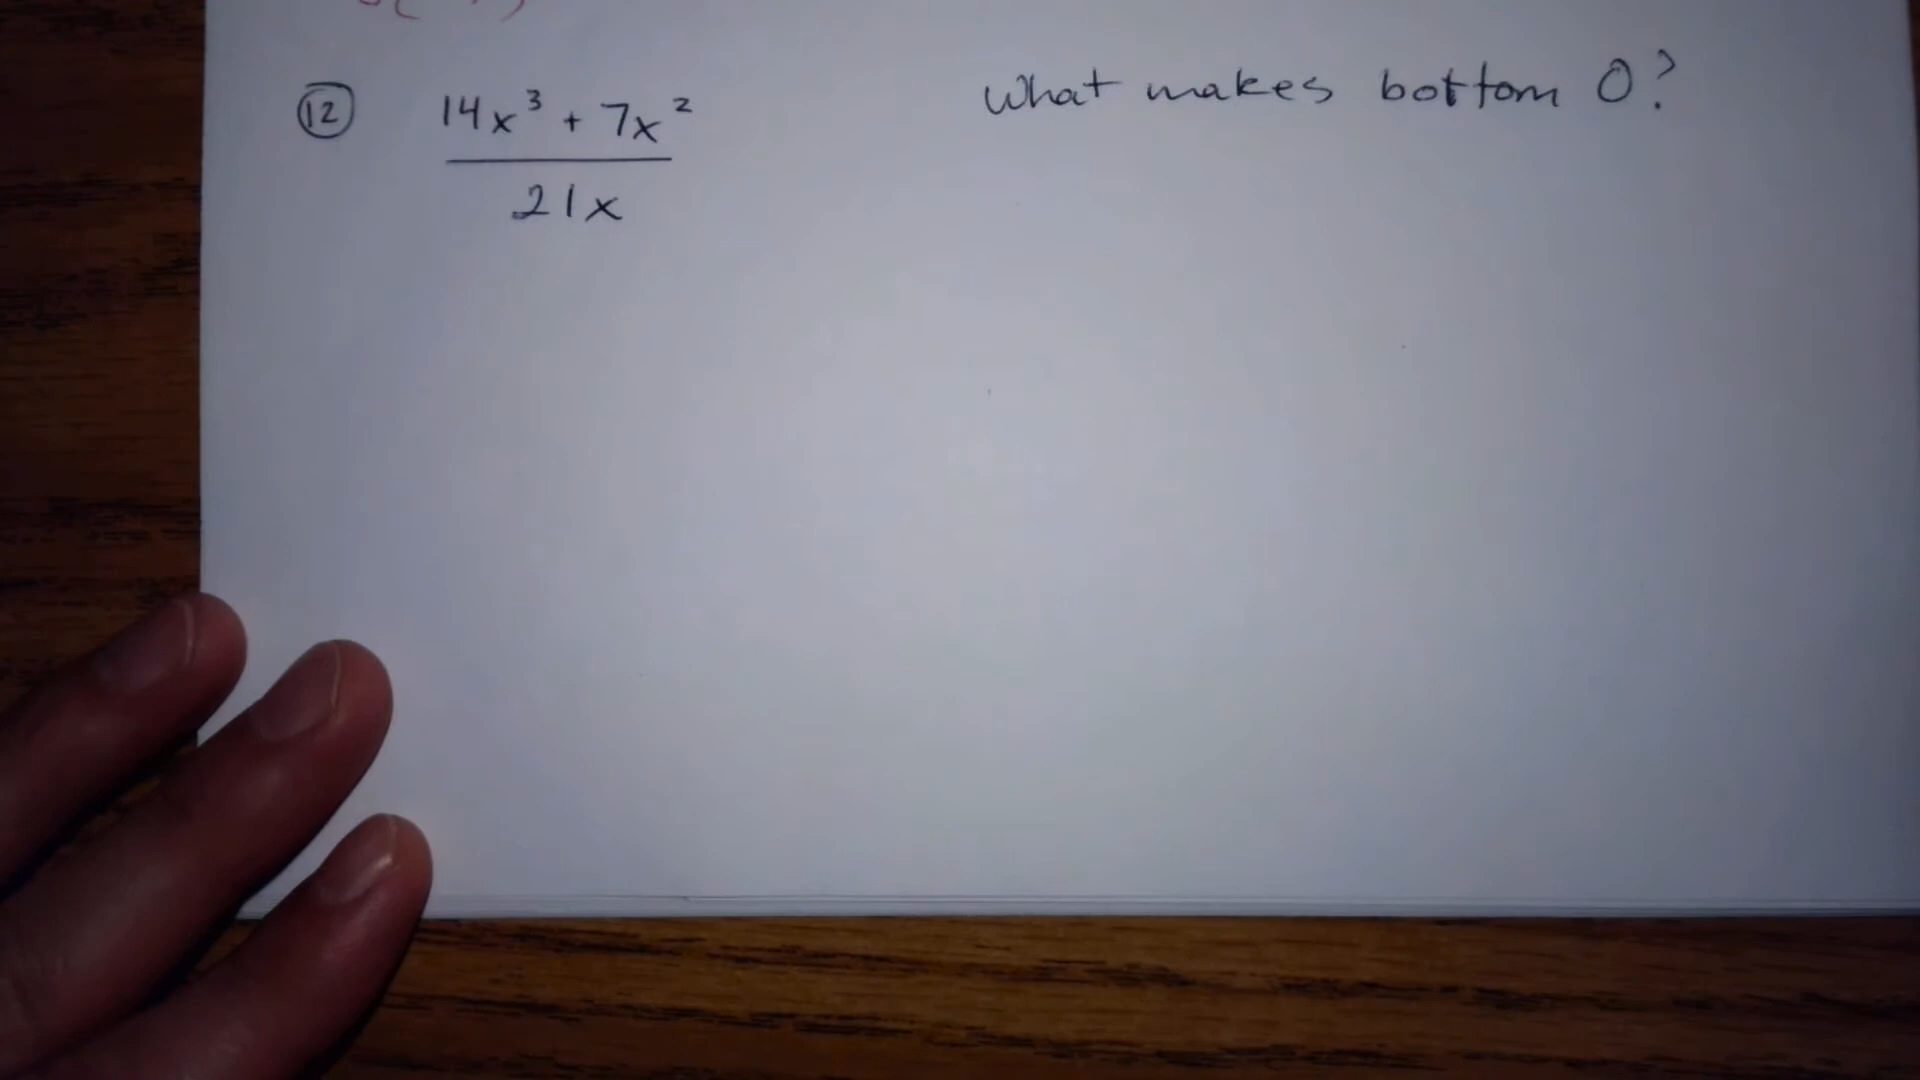 ⑫ 14x³ + 7x²
21x
What makes bottom 0?